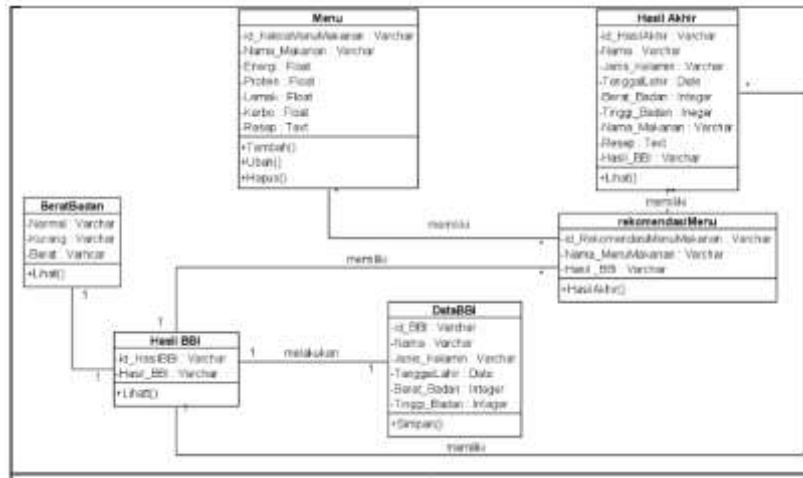 Menu
-Nama_Makanan : Varchar
-Energi : Float
-Protein : Float
-Lemak : Float
-Karbo : Float
-Resep : Text
+Tambah()
+Ubah()
+Hapus()
Hasil Akhir
-id_HasilAkhir : Varchar
-Nama : Varchar
-Jenis_Kelamin : Varchar
-TanggalLahir : Date
-Berat_Badan : Integer
-Tinggi_Badan : Ineger
-Nama_Makanan : Varchar
-Resep : Text
-Hasil_BBI : Varchar
+Lihat()
*
memiliki
BeratBadan
-Normal : Varchar
-Kurang : Varchar
-Berat : Varhcar
+Lihat()
rekomendasiMenu
-id_RekomendasiMenuMakanan : Varchar
-Nama_MenuMakanan : Varchar
-Hasil_BBI : Varchar
+HasilAkhir()
*
memiliki
*
memiliki
*
1
1
1
Hasil BBI
-id_HasilBBI : Varchar
-Hasil_BBI : Varchar
+Lihat()
1
melakukan
1
DataBBI
-id_BBI : Varchar
-Nama : Varchar
-Jenis_Kelamin : Varchar
-TanggalLahir : Date
-Berat_Badan : Integer
-Tinggi_Badan : Integer
+Simpan()
1
memiliki